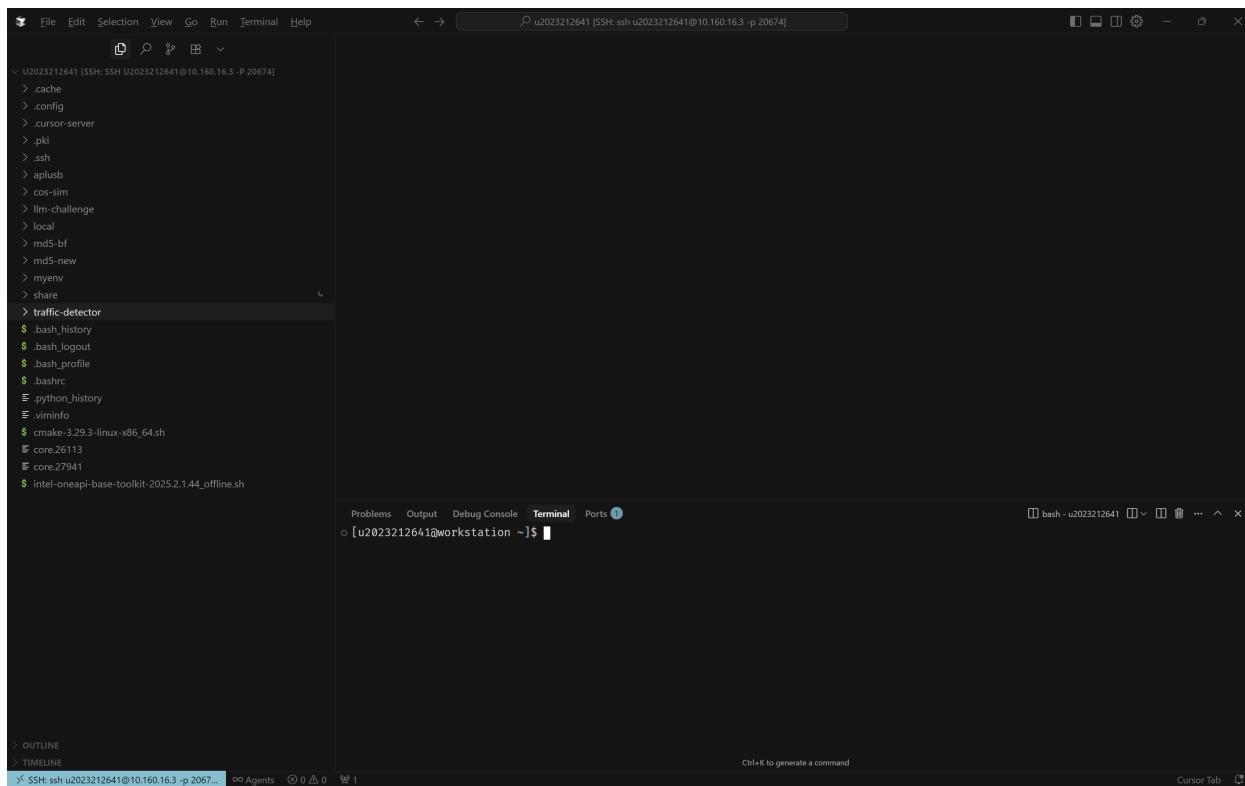 File Edit Selection View Go Run Terminal Help
u2023212641 [SSH: ssh u2023212641@10.160.16.3 -p 20674]
U2023212641 [SSH: SSH U2023212641@10.160.16.3 -P 20674]
.cache
.config
.cursor-server
.pki
.ssh
aplusb
cos-sim
llm-challenge
local
md5-bf
md5-new
myenv
share
traffic-detector
$ .bash_history
$ .bash_logout
$ .bash_profile
$ .bashrc
.python_history
.viminfo
$ cmake-3.29.3-linux-x86_64.sh
core.26113
core.27941
$ intel-oneapi-base-toolkit-2025.2.1.44_offline.sh
Problems Output Debug Console Terminal Ports 1
bash - u2023212641
[u2023212641@workstation ~]$
OUTLINE
TIMELINE
Ctrl+K to generate a command
SSH: ssh u2023212641@10.160.16.3 -p 2067... Agents 0 0 1
Cursor Tab